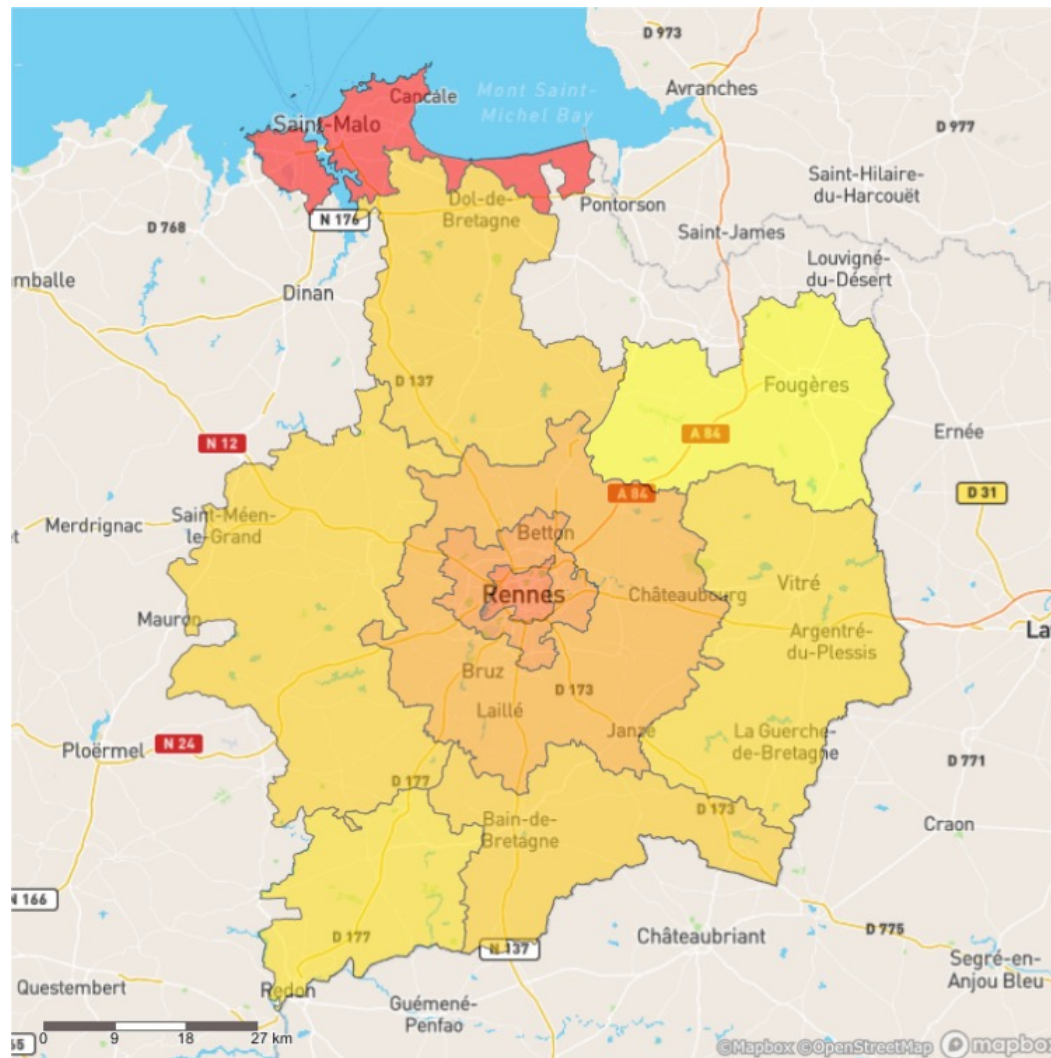 D 973
Cancale
Mont Saint-
Michel Bay
Avranches
Saint-Malo
D 977
Saint-Hilaire-
du-Harcouët
Dol-de-
Bretagne
Pontorson
N 176
D 768
Saint-James
Louvigné-
du-Désert
amballe
Dinan
D 137
Fougères
N 12
A 84
Ernée
A 84
D 31
Saint-Méen-
le-Grand
Merdrignac
et
Betton
Rennes
Châteaubourg
Vitré
Mauron
Argentré-
du-Plessis
La
Bruz
D 173
Laillé
Janzé
La Guerche-
de-Bretagne
Ploërmel
N 24
D 771
D 177
D 173
Bain-de-
Bretagne
Craon
N 166
D 177
N 137
Châteaubriant
D 775
Segré-en-
Anjou Bleu
Questembert
Redon
Guémené-
Penfao
0 9 18 27 km
65
©Mapbox ©OpenStreetMap mapbox